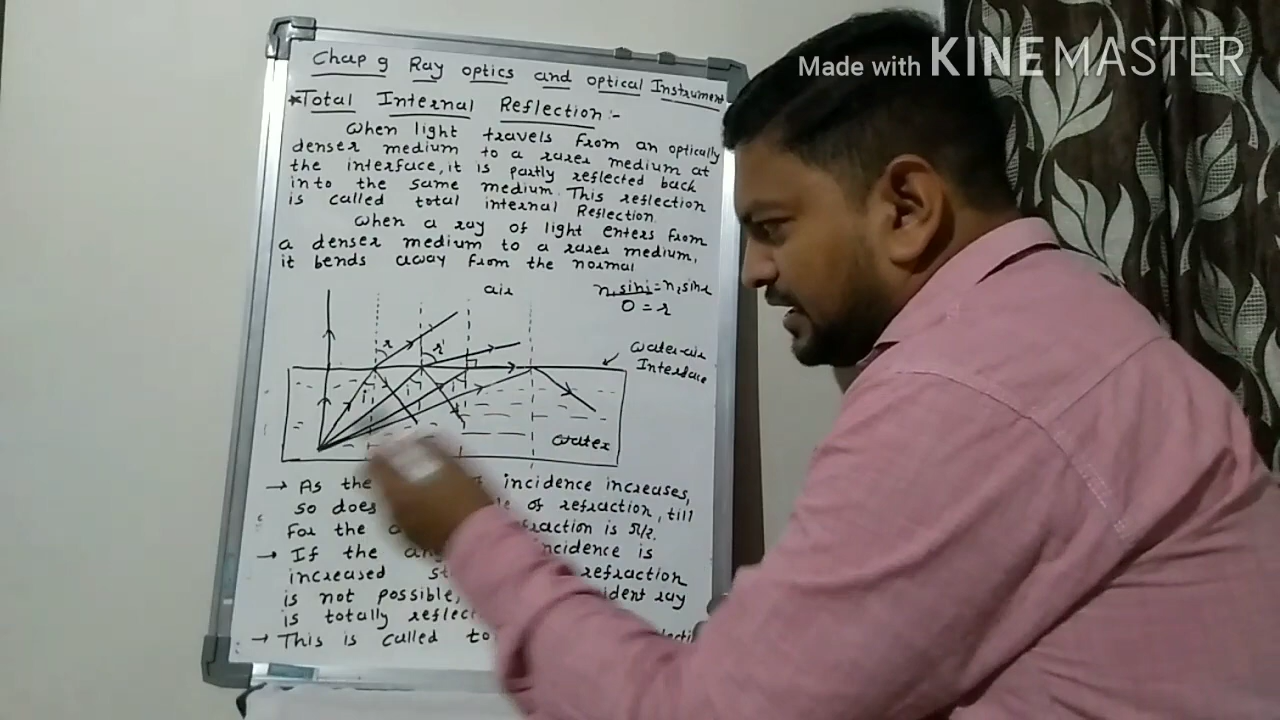 Made with KINEMASTER
Chap 9 Ray optics and optical Instrument
*Total Internal Reflection:-
When light travels From an optically
denser medium to a rarer medium at
the interface, it is partly reflected back
into the same medium. This reflection
is called total internal Reflection
When a ray of light enters from
a denser medium to a rarer medium,
it bends away from the normal
air
n₁sini = n₂sinr
0 = r
r
r'
water-air
Interface
water
→ As the incidence increases,
so does of refraction, till
For the is π/2.
→ If the incidence is
increased refraction
is not possible, ray
is totally
→ This is called